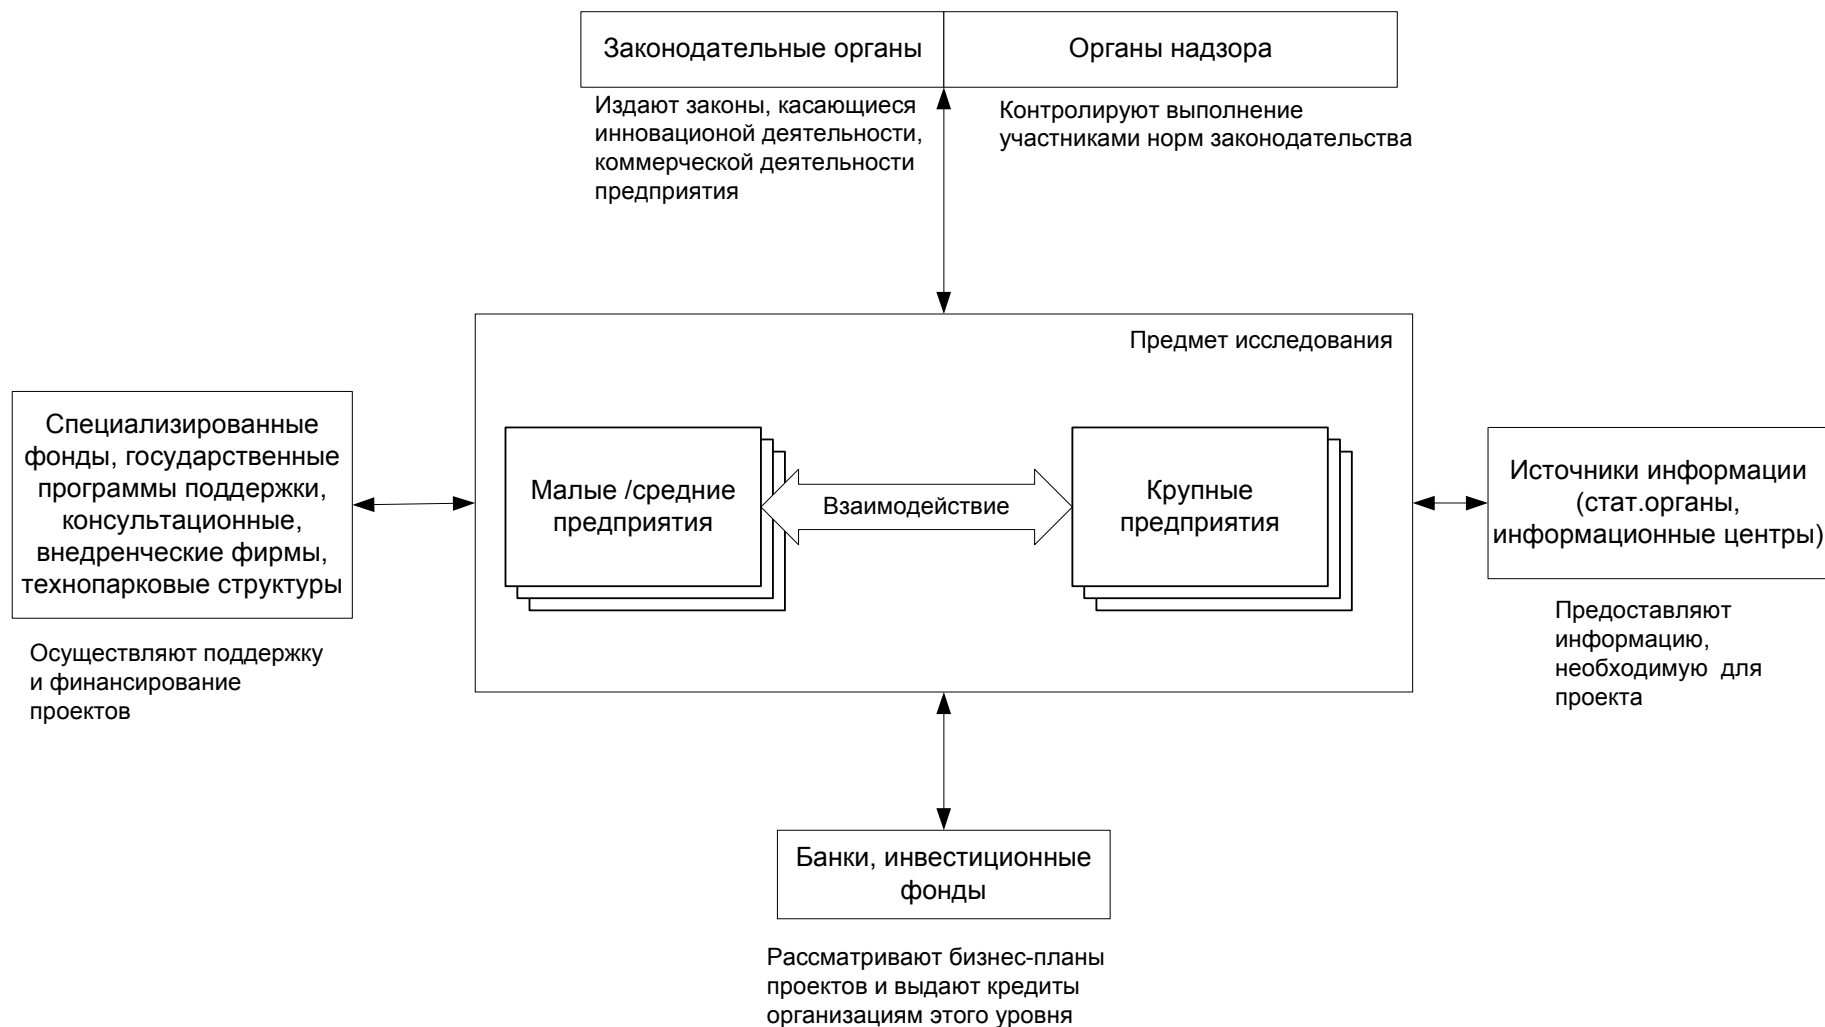 Законодательные органы
Органы надзора
Издают законы, касающиеся
инновационой деятельности,
коммерческой деятельности
предприятия
Контролируют выполнение
участниками норм законодательства
Предмет исследования
Специализированные
фонды, государственные
программы поддержки,
консультационные,
внедренческие фирмы,
технопарковые структуры
Осуществляют поддержку
и финансирование
проектов
Малые /средние
предприятия
Взаимодействие
Крупные
предприятия
Источники информации
(стат.органы,
информационные центры)
Предоставляют
информацию,
необходимую для
проекта
Банки, инвестиционные
фонды
Рассматривают бизнес-планы
проектов и выдают кредиты
организациям этого уровня